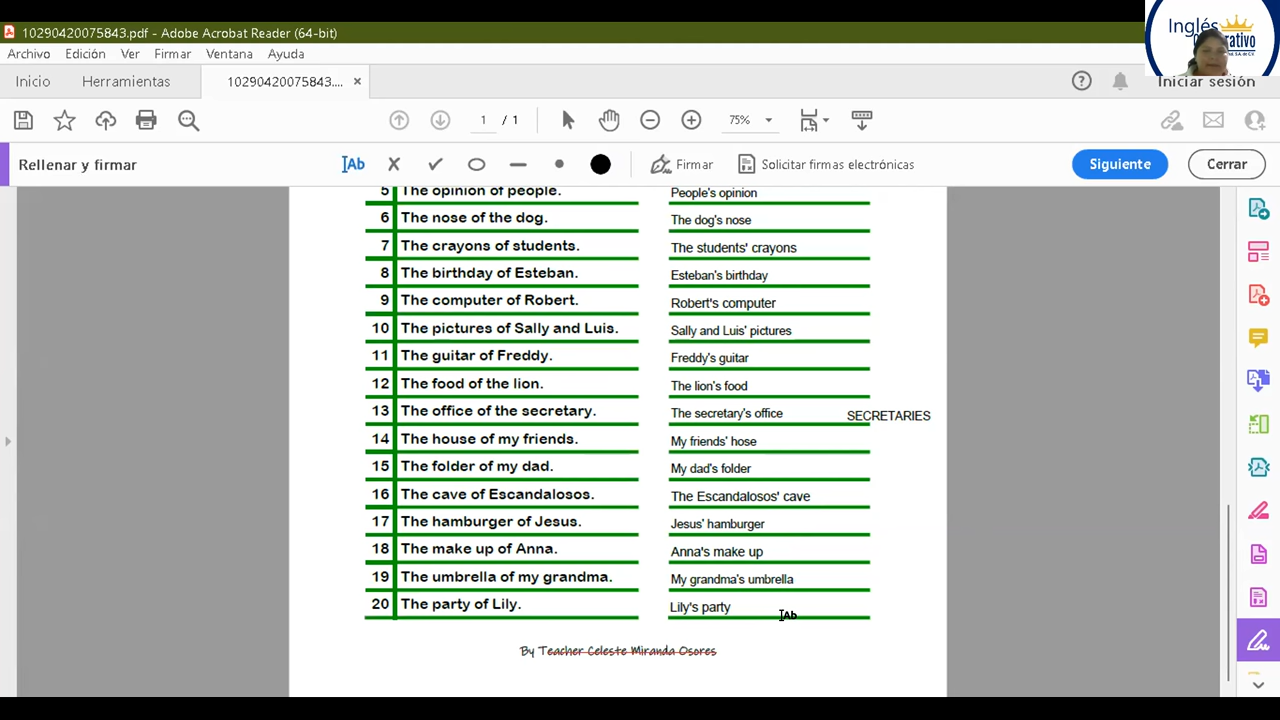 10290420075843.pdf - Adobe Acrobat Reader (64-bit)
Archivo Edición Ver Firmar Ventana Ayuda
Inicio Herramientas 10290420075843.... ×
Iniciar sesión
Inglés
1 / 1 75%
Rellenar y firmar
Ab Firmar Solicitar firmas electrónicas Siguiente Cerrar
5 The opinion of people. People's opinion
6 The nose of the dog. The dog's nose
7 The crayons of students. The students' crayons
8 The birthday of Esteban. Esteban's birthday
9 The computer of Robert. Robert's computer
10 The pictures of Sally and Luis. Sally and Luis' pictures
11 The guitar of Freddy. Freddy's guitar
12 The food of the lion. The lion's food
13 The office of the secretary. The secretary's office SECRETARIES
14 The house of my friends. My friends' hose
15 The folder of my dad. My dad's folder
16 The cave of Escandalosos. The Escandalosos' cave
17 The hamburger of Jesus. Jesus' hamburger
18 The make up of Anna. Anna's make up
19 The umbrella of my grandma. My grandma's umbrella
20 The party of Lily. Lily's party
Ab
By Teacher Celeste Miranda Osores